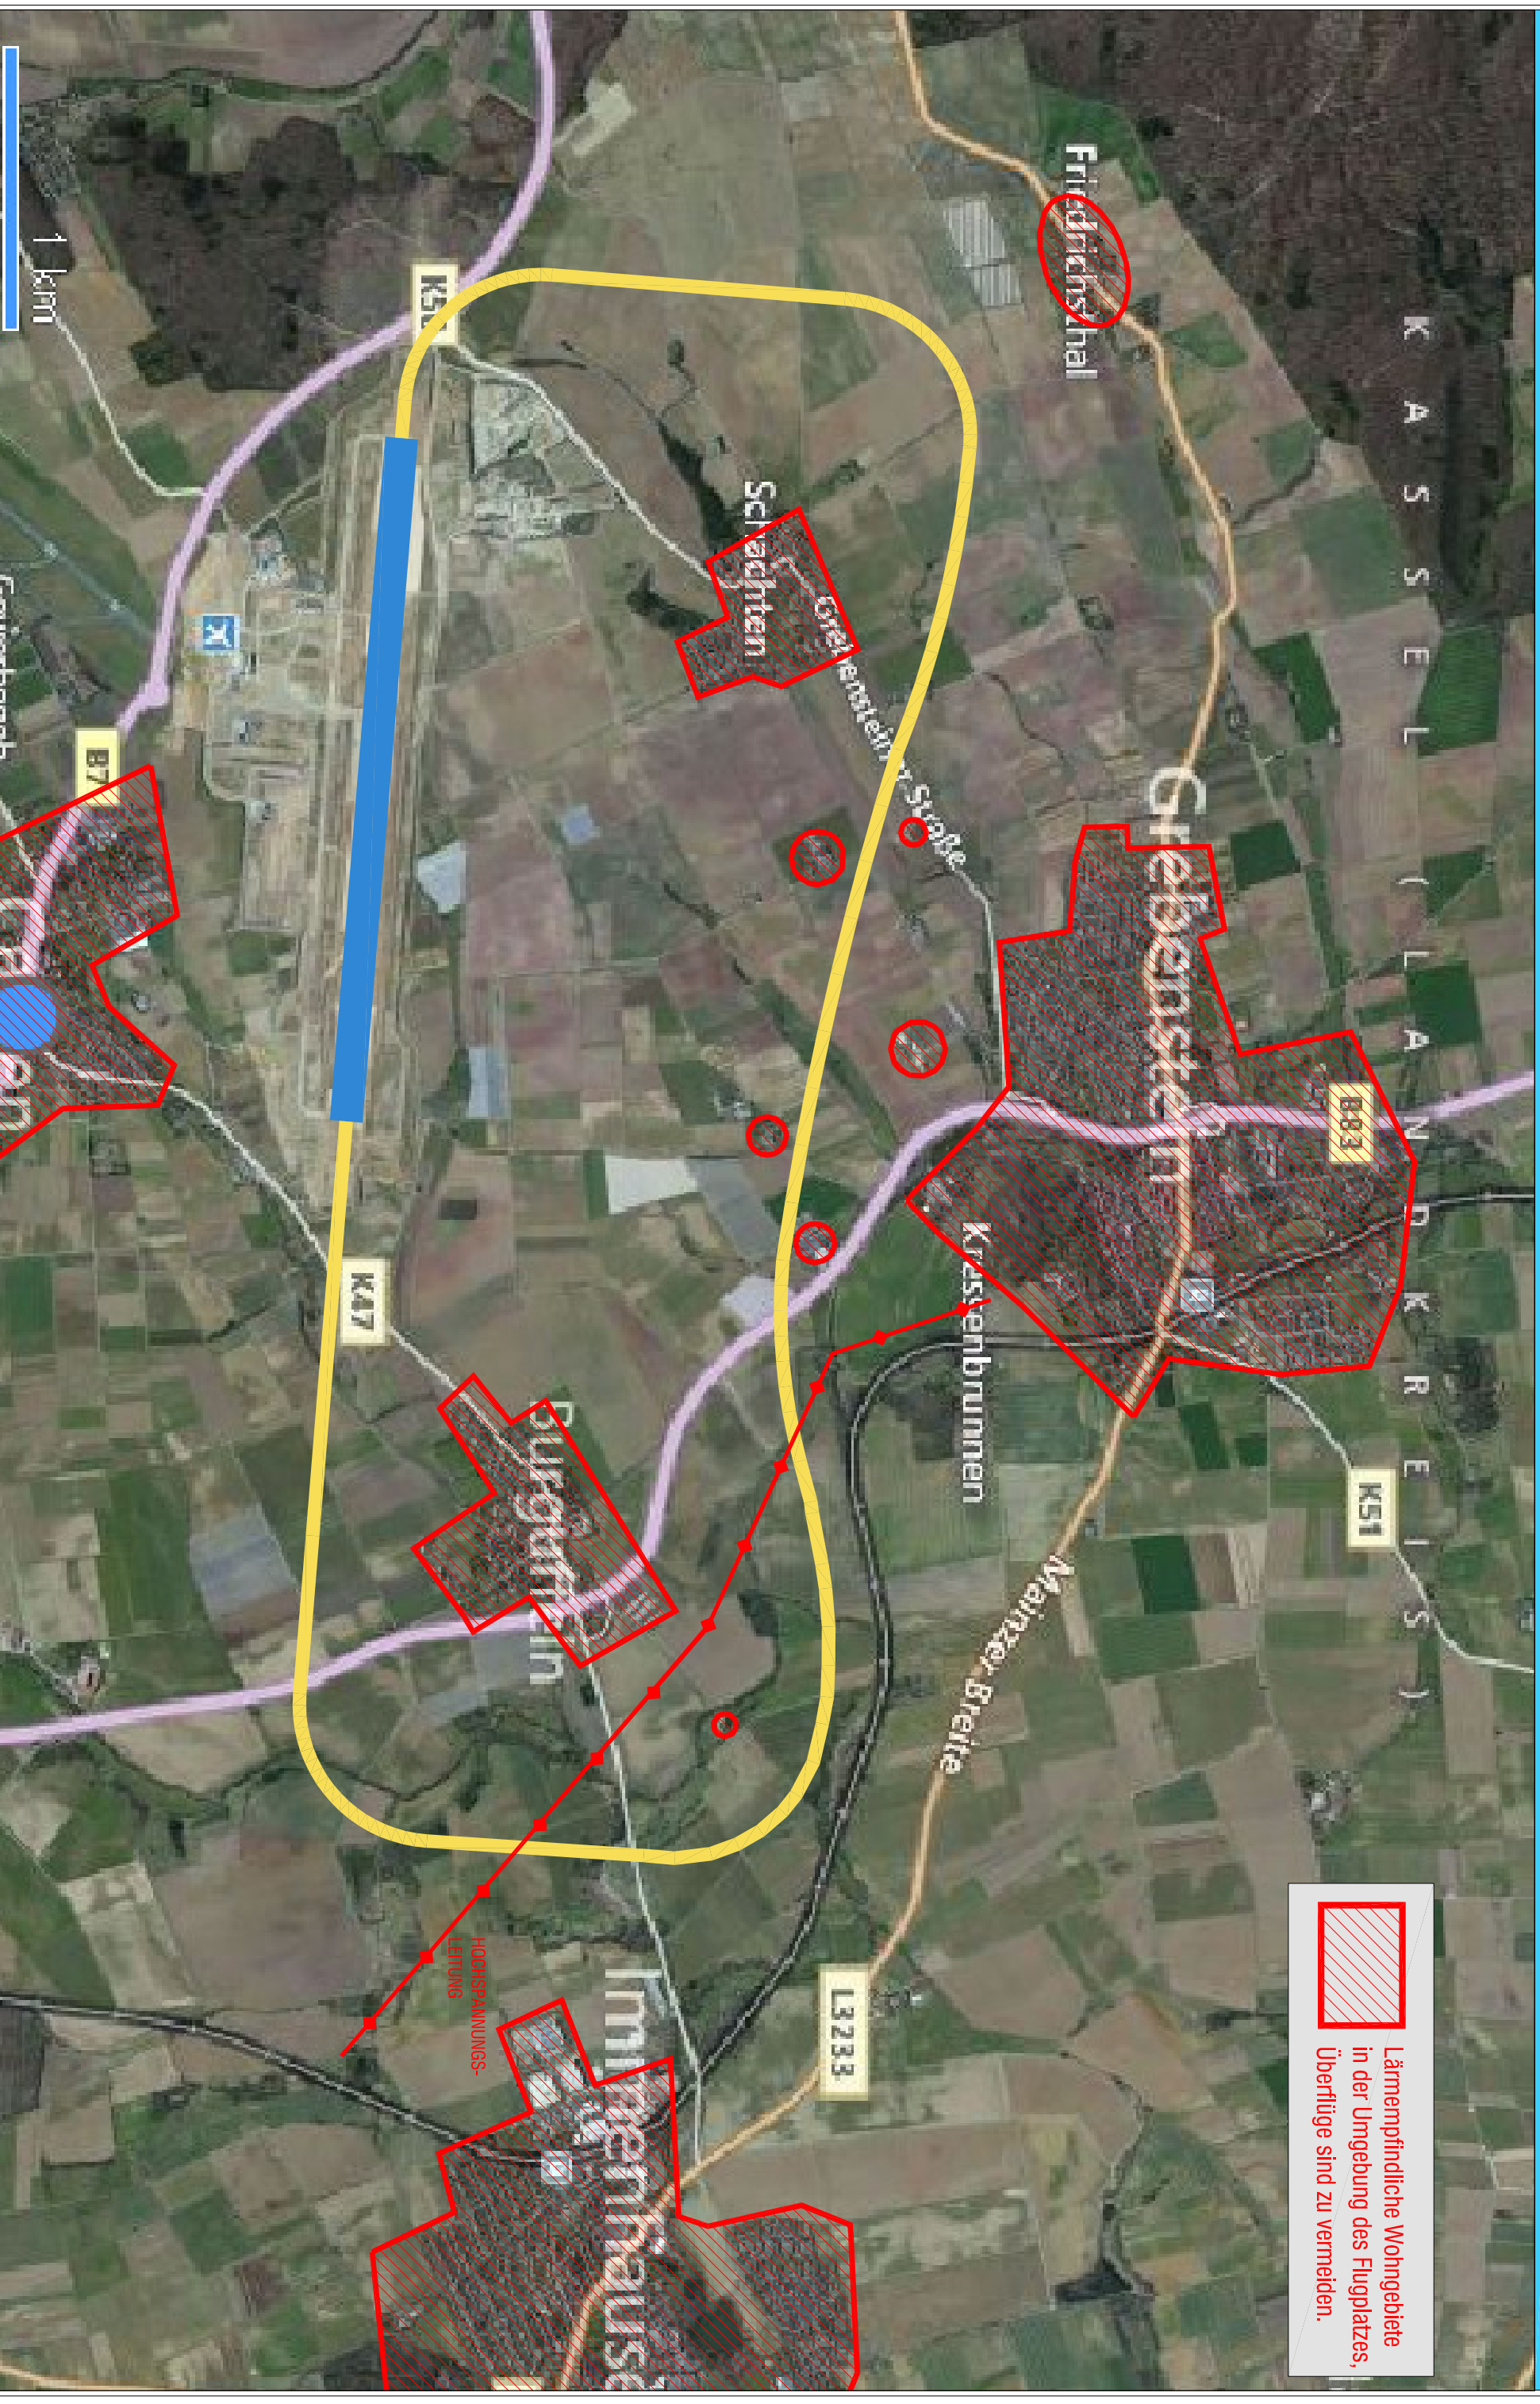 KASSEL (LANDKREIS)
Friedrichsthal
Grebenstein
B83
K51
Kressenbrunnen
Mainzer Breite
L3233
Schachten
Grebensteiner Straße
Burguffeln
K47
B7
1 km
HOCHSPANNUNGS-
LEITUNG
Lärmempfindliche Wohngebiete
in der Umgebung des Flugplatzes,
Überflüge sind zu vermeiden.